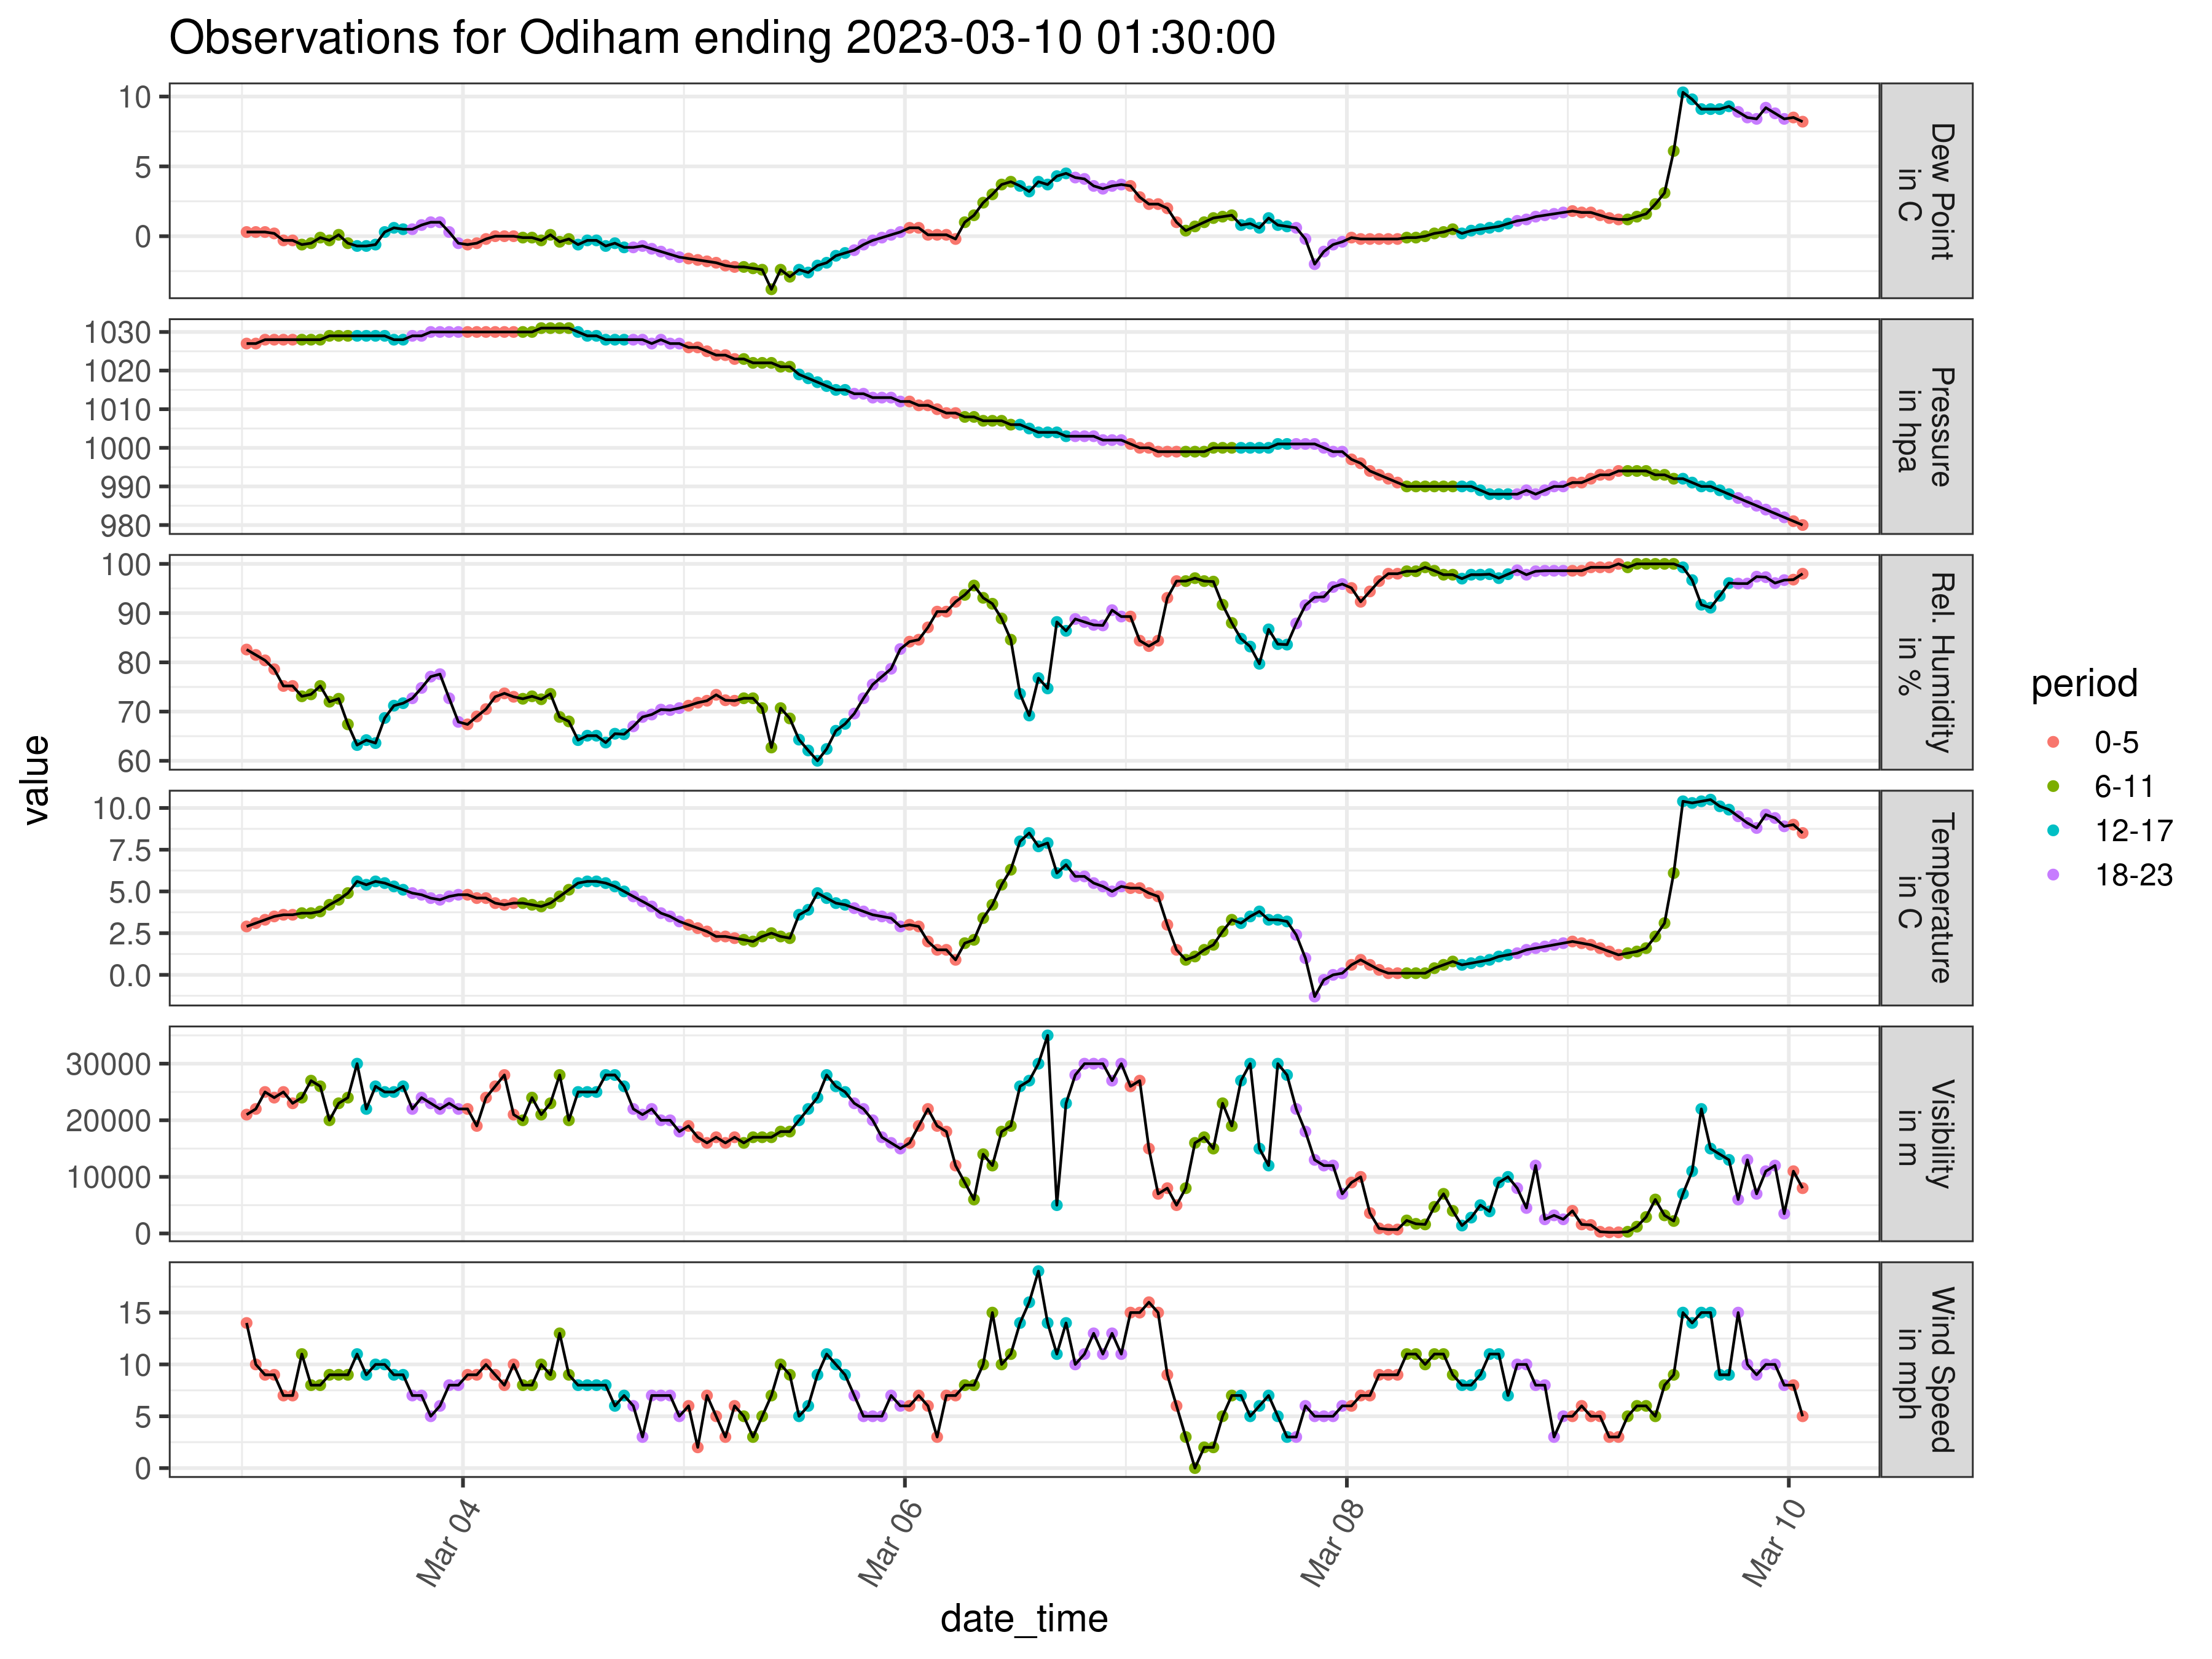 Observations for Odiham ending 2023-03-10 01:30:00
10
5
0
Dew Point
in C
1030
1020
1010
1000
990
980
Pressure
in hpa
100
90
80
70
60
Rel. Humidity
in %
10.0
7.5
5.0
2.5
0.0
Temperature
in C
30000
20000
10000
0
Visibility
in m
15
10
5
0
Wind Speed
in mph
value
Mar 04
Mar 06
Mar 08
Mar 10
date_time
period
0-5
6-11
12-17
18-23